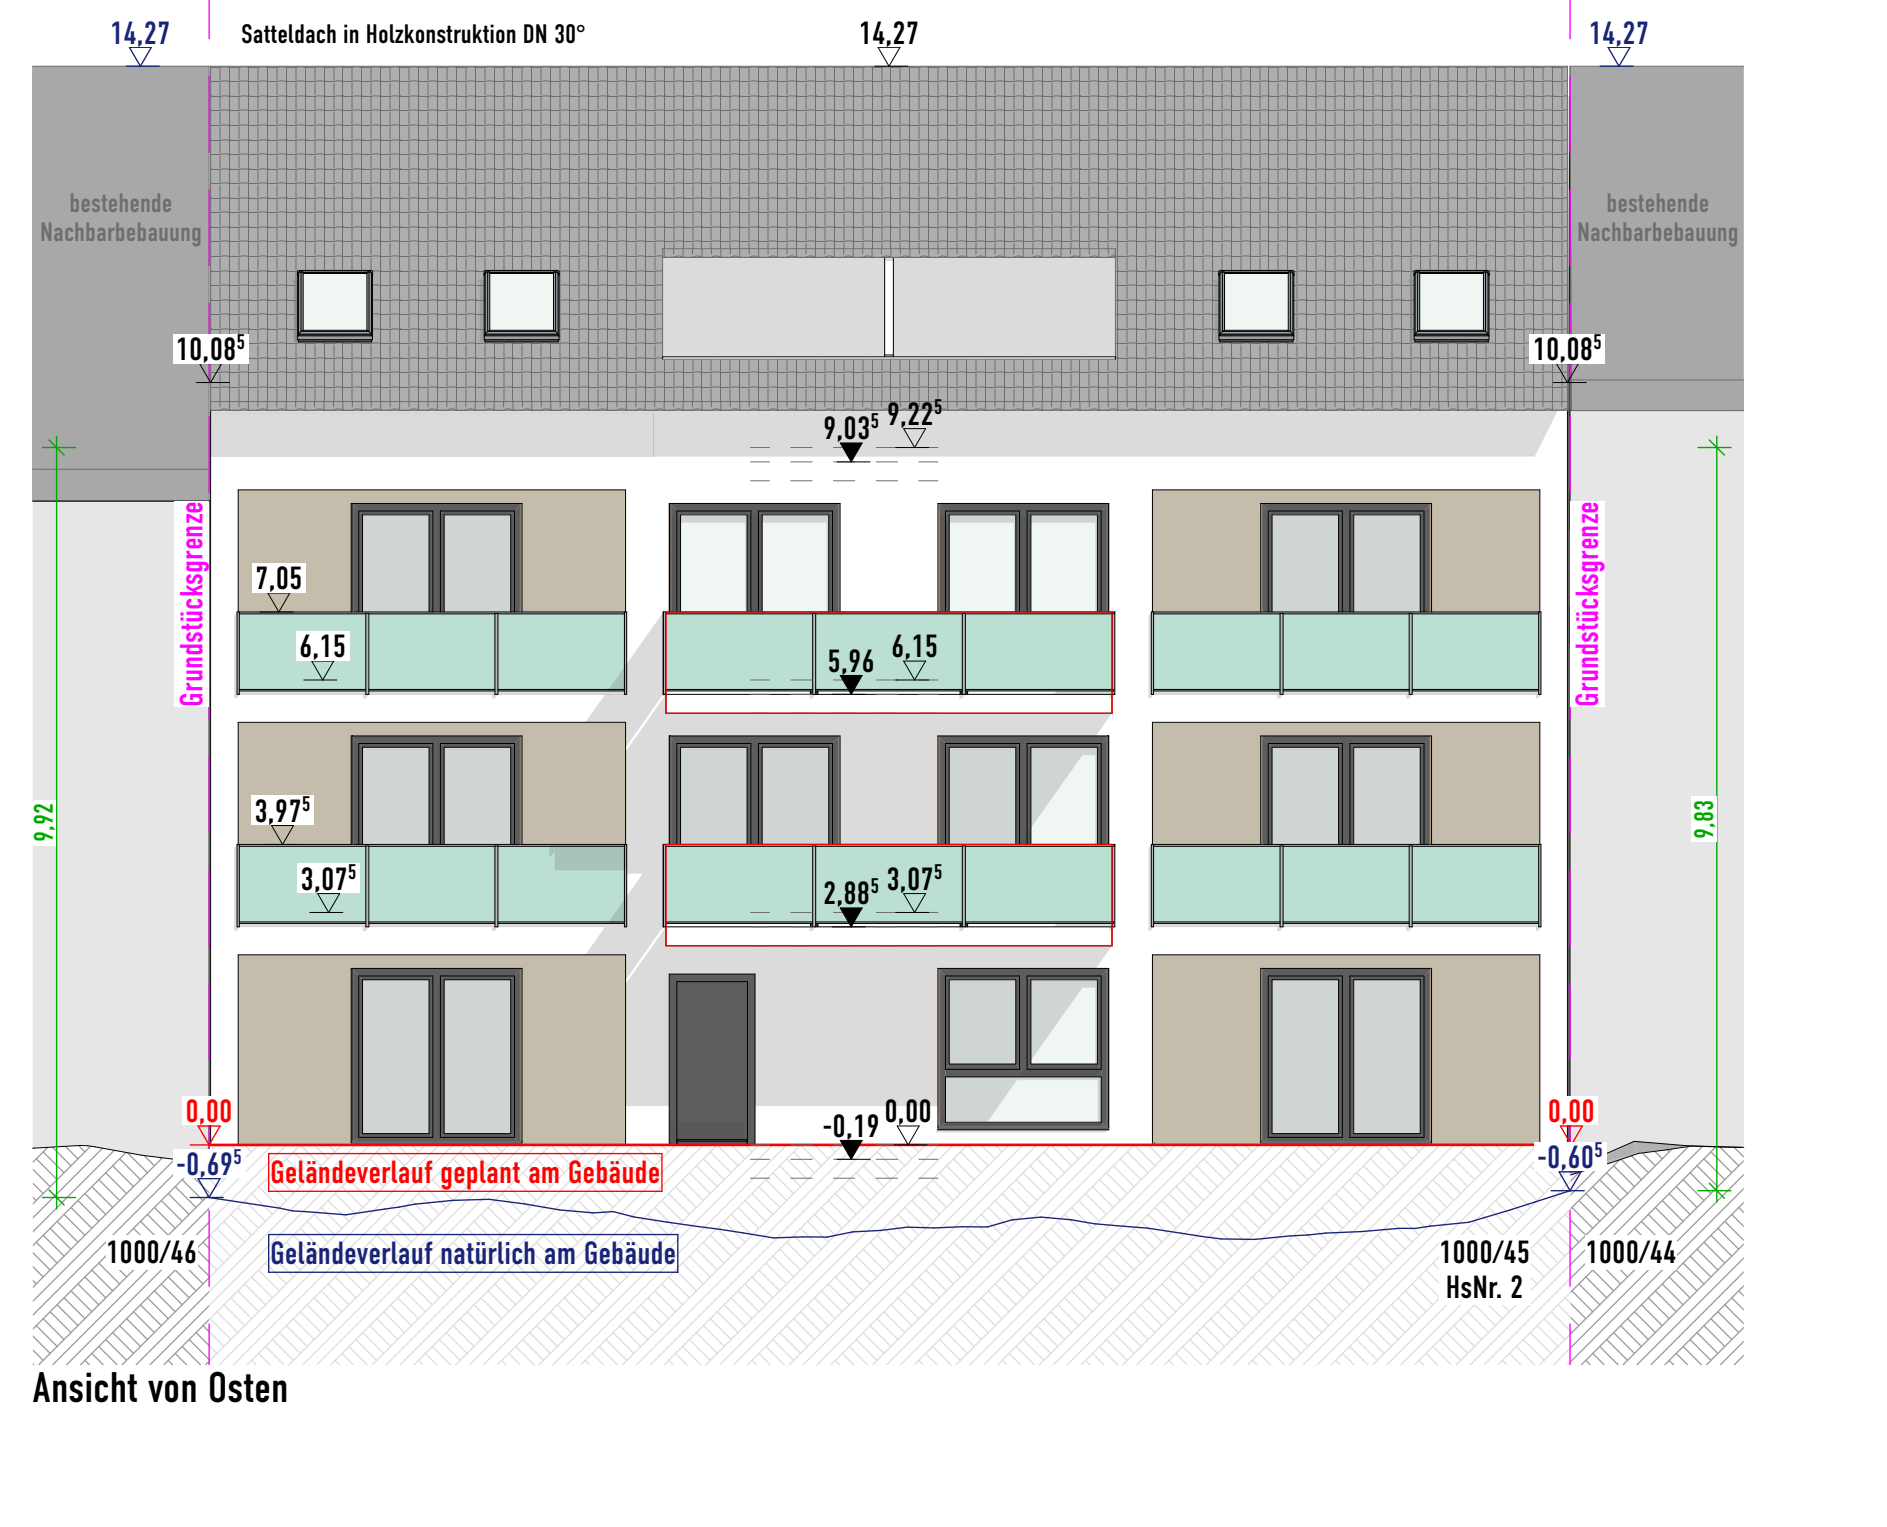 14,27
Satteldach in Holzkonstruktion DN 30°
14,27
14,27
bestehende
Nachbarbebauung
bestehende
Nachbarbebauung
10,08⁵
10,08⁵
9,03⁵
9,22⁵
Grundstücksgrenze
Grundstücksgrenze
7,05
6,15
5,96
6,15
9,92
9,83
3,97⁵
3,07⁵
2,88⁵
3,07⁵
0,00
-0,19
0,00
0,00
-0,69⁵
Geländeverlauf geplant am Gebäude
-0,60⁵
1000/46
Geländeverlauf natürlich am Gebäude
1000/45
HsNr. 2
1000/44
Ansicht von Osten